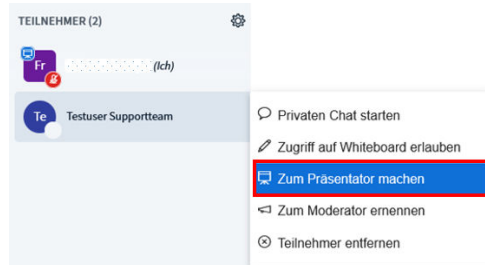 TEILNEHMER (2)
Fr
(Ich)
Te
Testuser Supportteam
Privaten Chat starten
Zugriff auf Whiteboard erlauben
Zum Präsentator machen
Zum Moderator ernennen
Teilnehmer entfernen